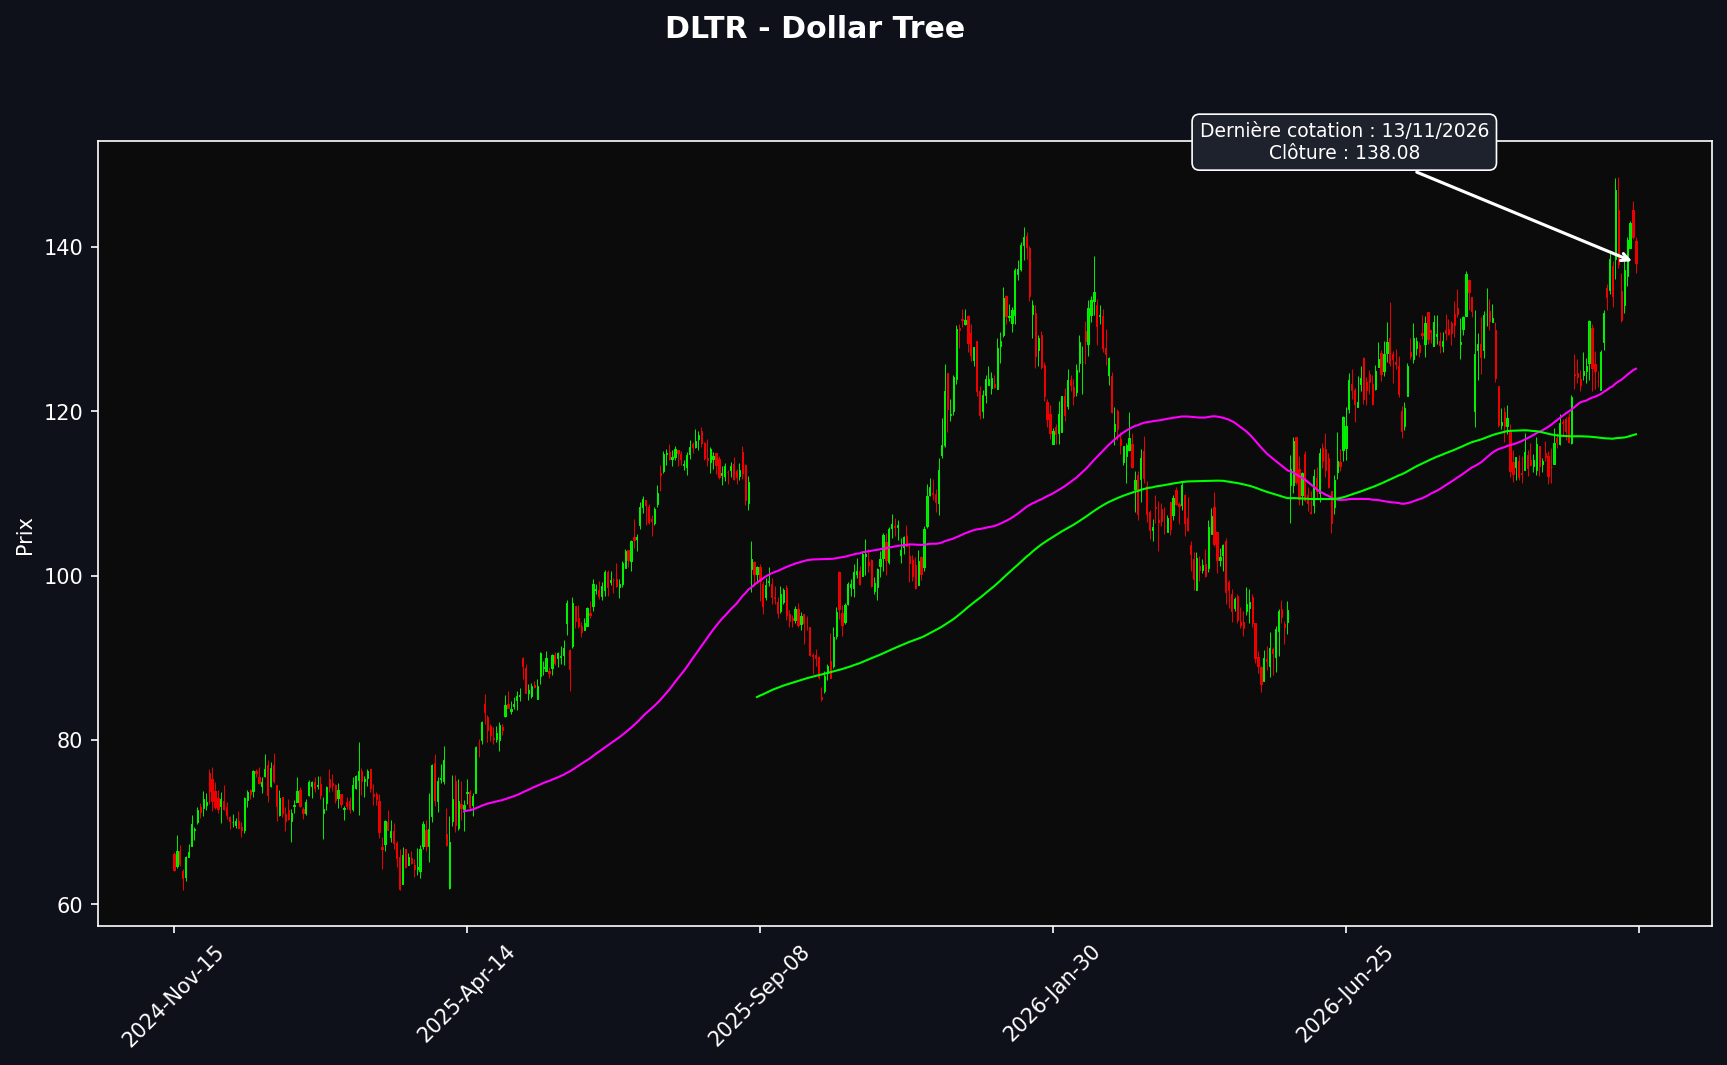 DLTR - Dollar Tree
Dernière cotation : 13/11/2026
Clôture : 138.08
Prix
140
120
100
80
60
2024-Nov-15
2025-Apr-14
2025-Sep-08
2026-Jan-30
2026-Jun-25